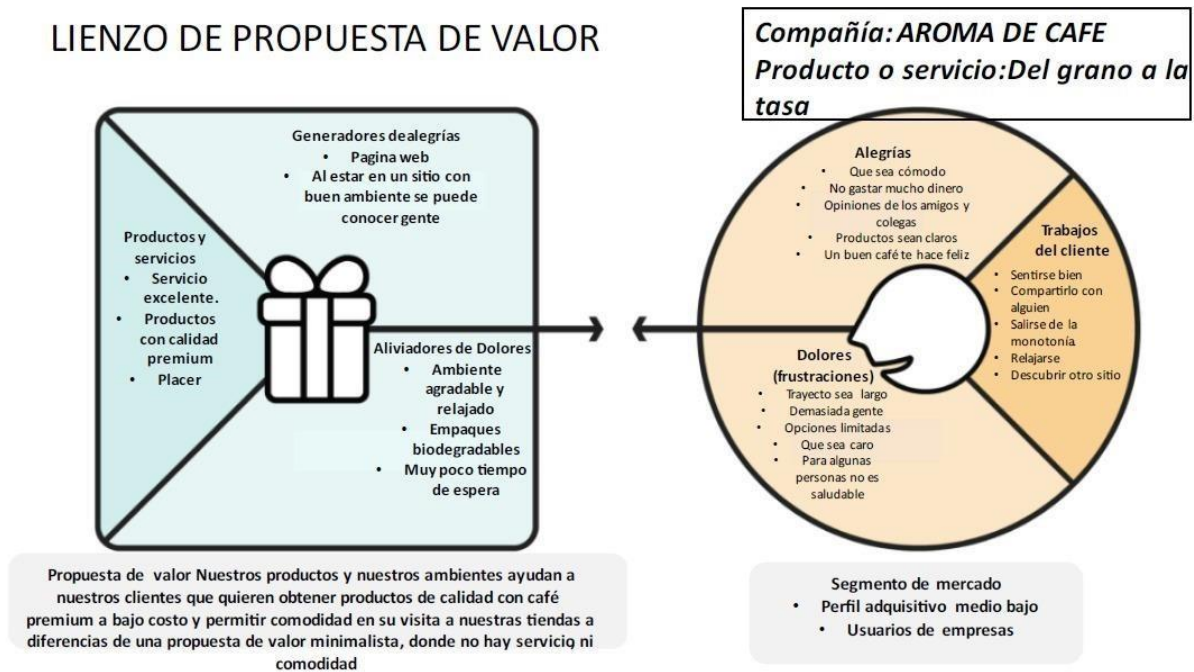 LIENZO DE PROPUESTA DE VALOR
Compañía: AROMA DE CAFE
Producto o servicio:Del grano a la
tasa
Generadores dealegrías
• Pagina web
• Al estar en un sitio con
buen ambiente se puede
conocer gente
Productos y
servicios
• Servicio
excelente.
• Productos
con calidad
premium
• Placer
Aliviadores de Dolores
• Ambiente
agradable y
relajado
• Empaques
biodegradables
• Muy poco tiempo
de espera
Alegrías
• Que sea cómodo
• No gastar mucho dinero
• Opiniones de los amigos y
colegas
• Productos sean claros
• Un buen café te hace feliz
Trabajos
del cliente
• Sentirse bien
• Compartirlo con
alguien
• Salirse de la
monotonía.
• Relajarse
• Descubrir otro sitio
Dolores
(frustraciones)
• Trayecto sea largo
• Demasiada gente
• Opciones limitadas
• Que sea caro
• Para algunas
personas no es
saludable
Propuesta de valor Nuestros productos y nuestros ambientes ayudan a
nuestros clientes que quieren obtener productos de calidad con café
premium a bajo costo y permitir comodidad en su visita a nuestras tiendas a
diferencias de una propuesta de valor minimalista, donde no hay servicio ni
comodidad
Segmento de mercado
• Perfil adquisitivo medio bajo
• Usuarios de empresas